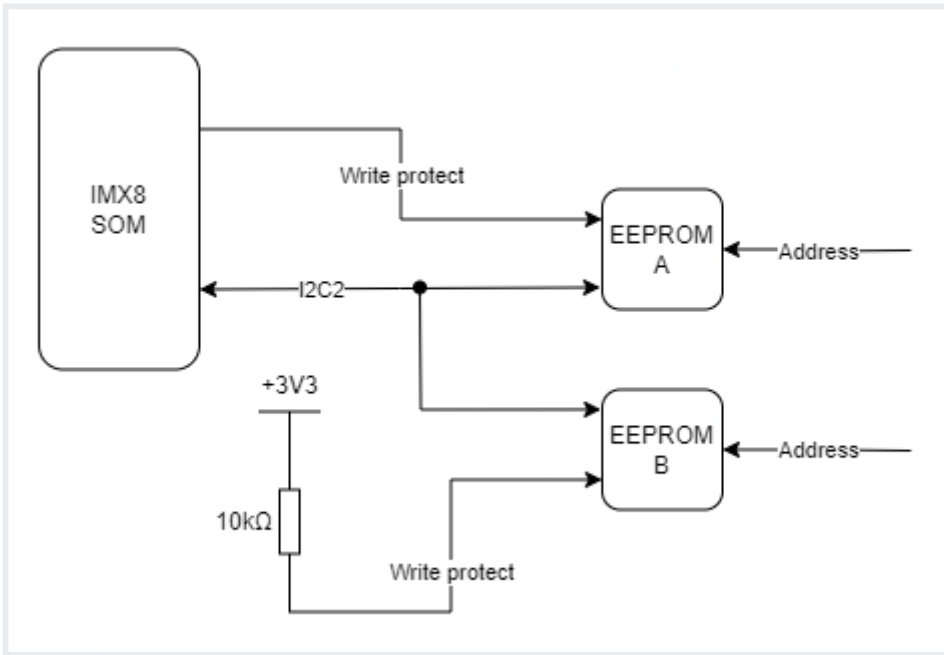 IMX8
SOM
Write protect
EEPROM
A
Address
I2C2
+3V3
EEPROM
B
Address
10kΩ
Write protect